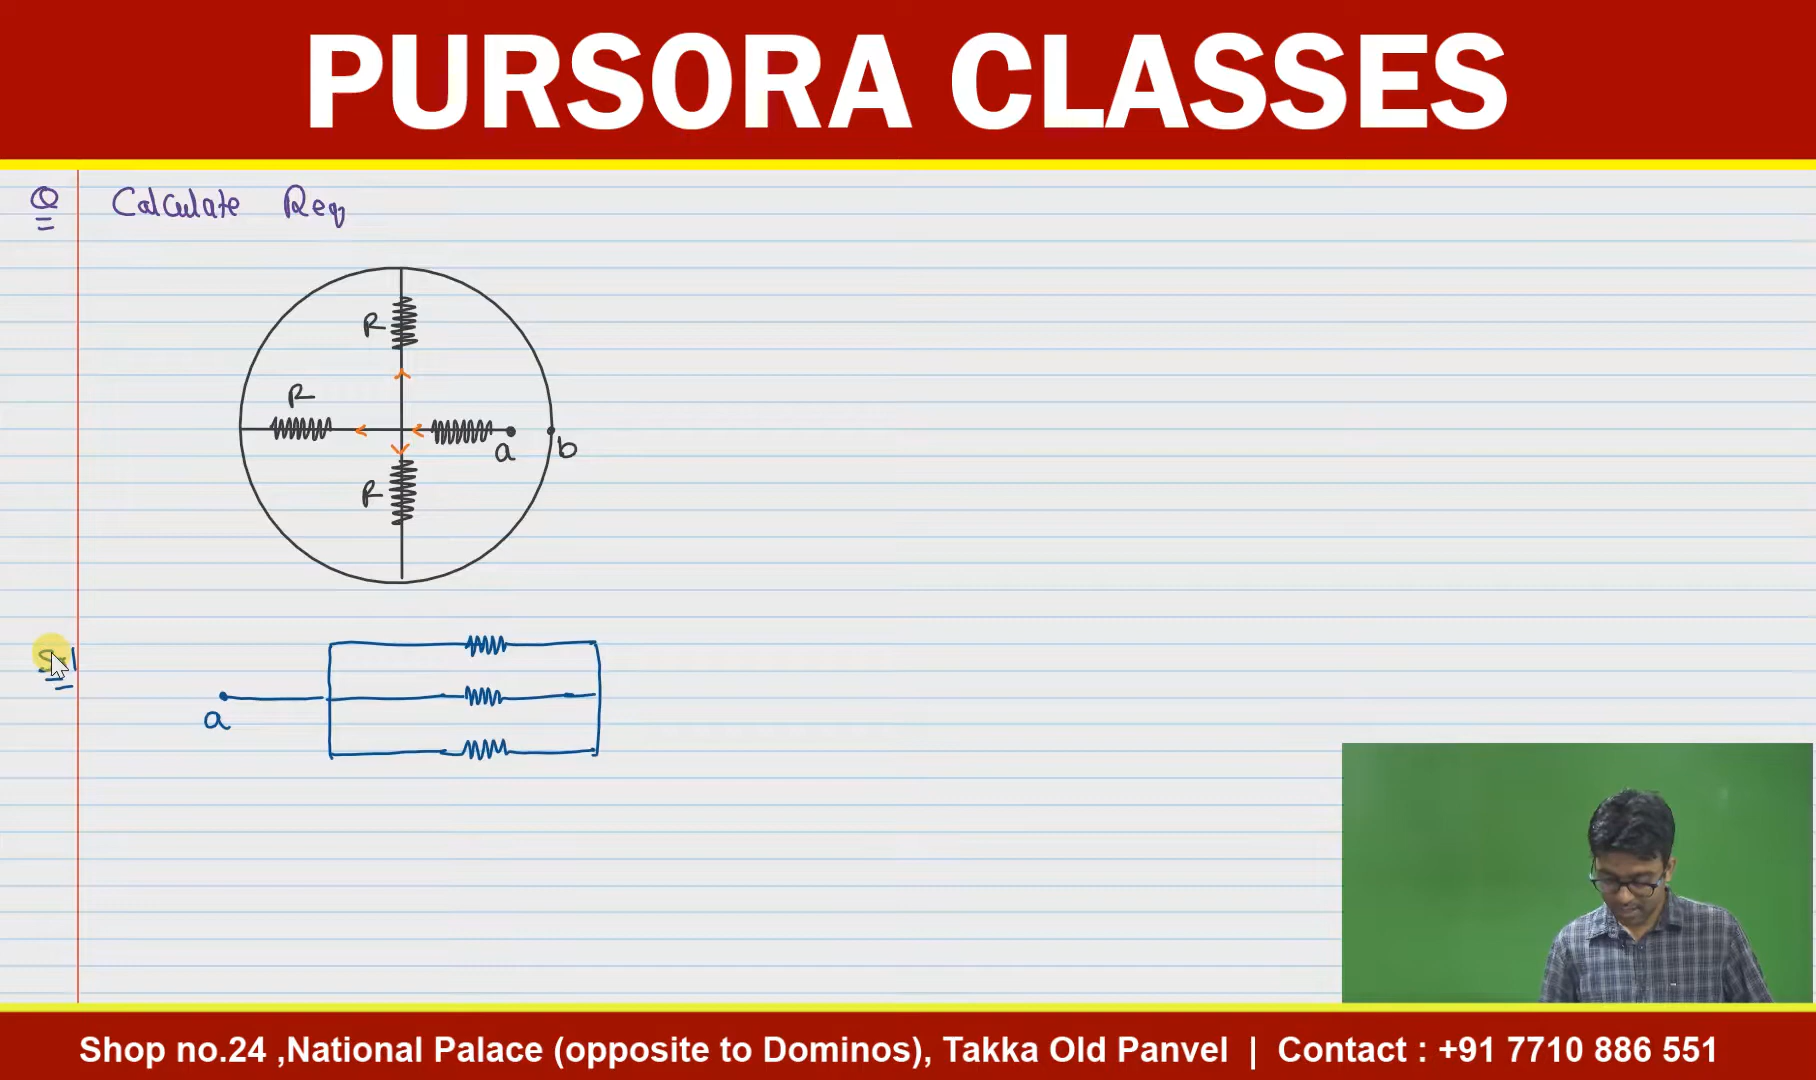 PURSORA CLASSES
Q Calculate Req
R
R
a b
R
Sol
a
Shop no.24 ,National Palace (opposite to Dominos), Takka Old Panvel | Contact : +91 7710 886 551